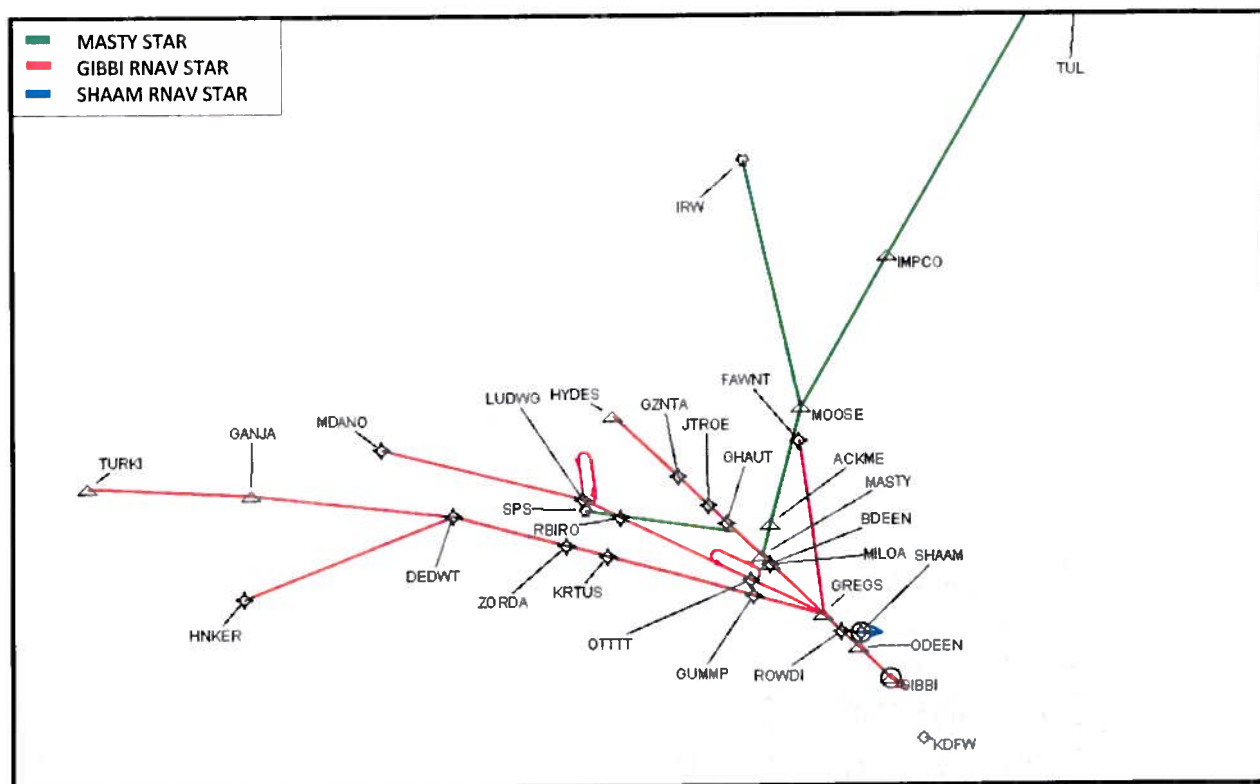 MASTY STAR
GIBBI RNAV STAR
SHAAM RNAV STAR
TUL
IRW
IMPCO
FAWNT
MOOSE
HYDES
GZNTA
LUDWG
JTROE
MDANO
GANJA
GHAUT
ACKME
TURKI
MASTY
SPS
BDEEN
RBIRO
MILOA
SHAAM
DEDWT
GREGS
KRTUS
ZORDA
HNKER
OTTTT
ODEEN
GUMMP
ROWDI
GIBBI
KDFW